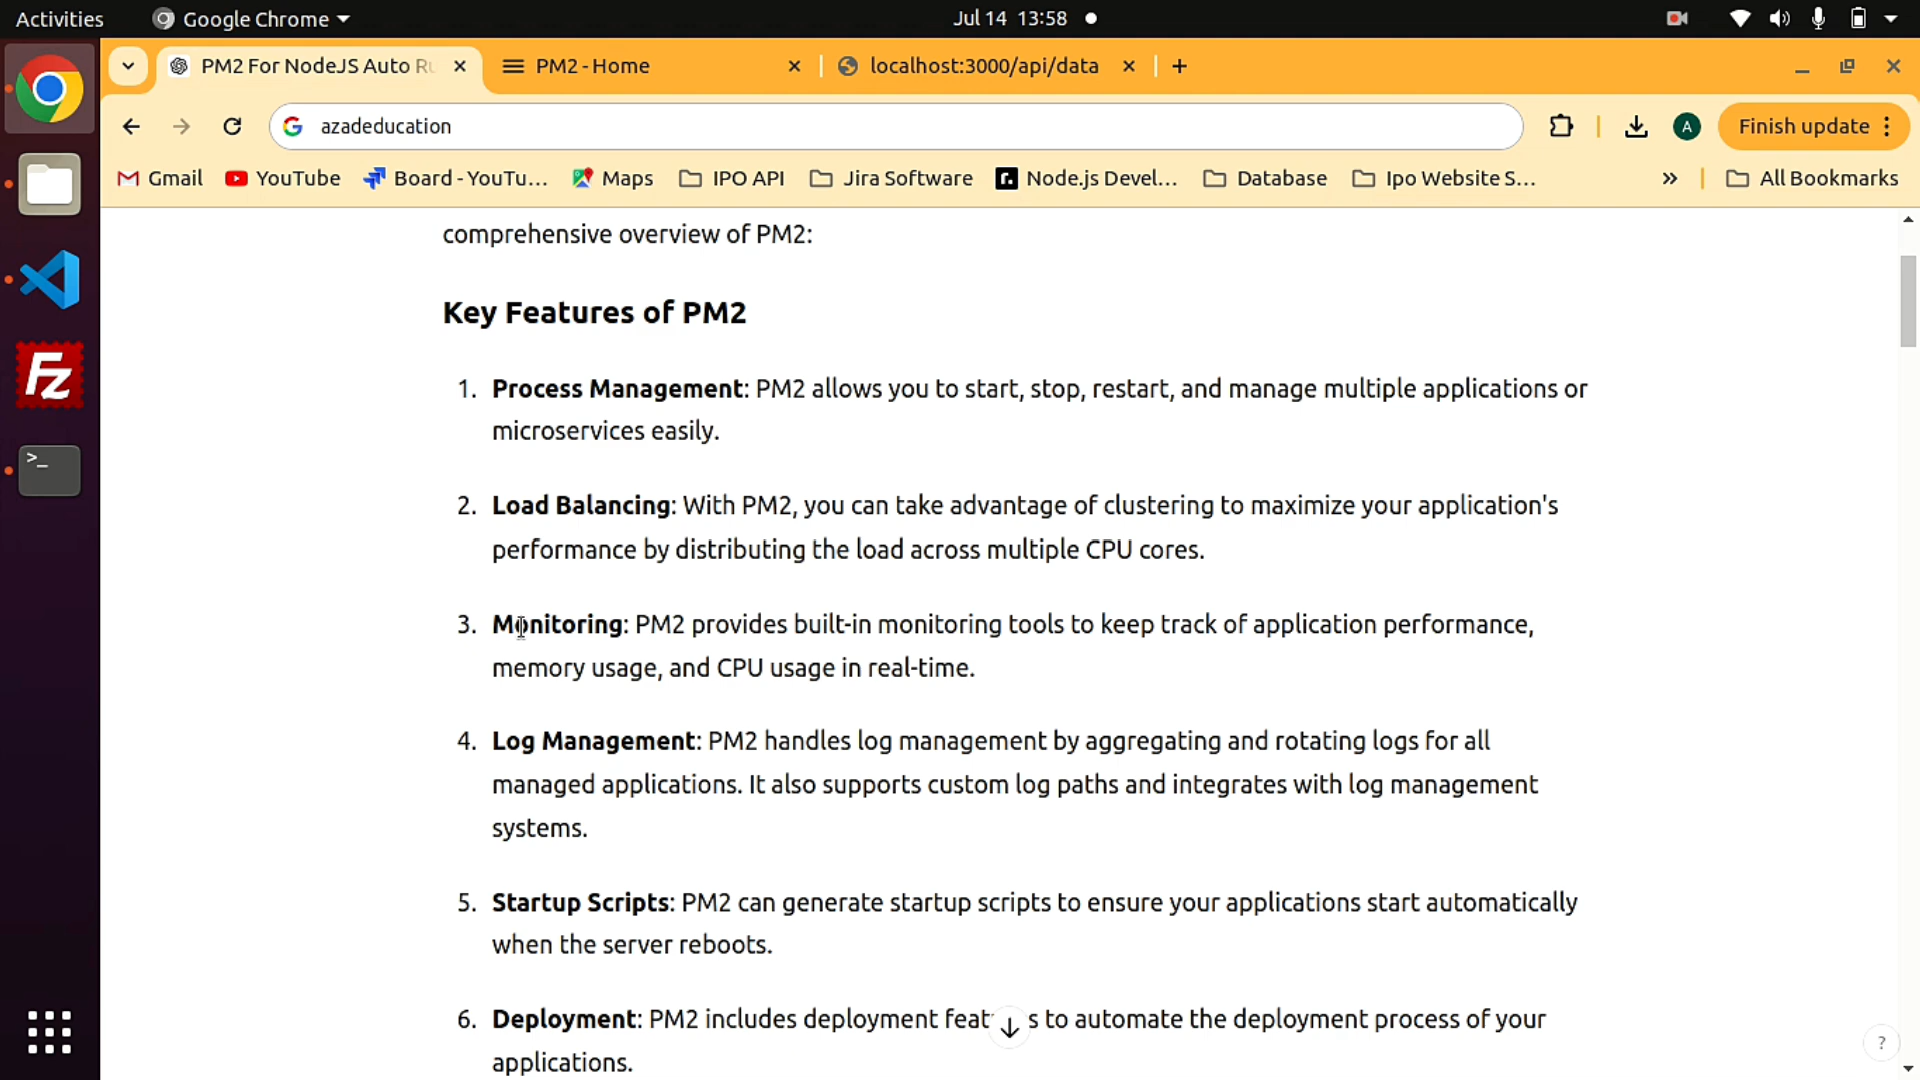 Activities
Google Chrome
Jul 14 13:58
PM2 For NodeJS Auto
PM2 - Home
localhost:3000/api/data
azadeducation
A
Finish update
Gmail
YouTube
Board - YouTu...
Maps
IPO API
Jira Software
Node.js Devel...
Database
Ipo Website S...
»
All Bookmarks
comprehensive overview of PM2:
Key Features of PM2
1. Process Management: PM2 allows you to start, stop, restart, and manage multiple applications or
microservices easily.
2. Load Balancing: With PM2, you can take advantage of clustering to maximize your application's
performance by distributing the load across multiple CPU cores.
3. Monitoring: PM2 provides built-in monitoring tools to keep track of application performance,
memory usage, and CPU usage in real-time.
4. Log Management: PM2 handles log management by aggregating and rotating logs for all
managed applications. It also supports custom log paths and integrates with log management
systems.
5. Startup Scripts: PM2 can generate startup scripts to ensure your applications start automatically
when the server reboots.
6. Deployment: PM2 includes deployment to automate the deployment process of your
applications.
?
Fz
>_